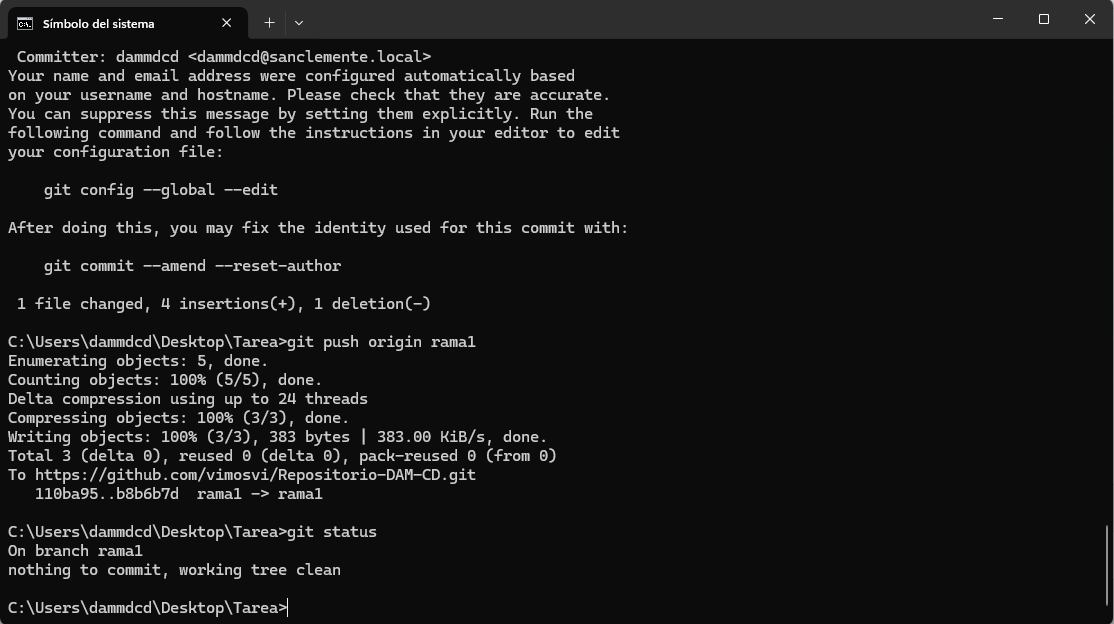 Símbolo del sistema
Committer: dammdcd <dammdcd@sanclemente.local>
Your name and email address were configured automatically based
on your username and hostname. Please check that they are accurate.
You can suppress this message by setting them explicitly. Run the
following command and follow the instructions in your editor to edit
your configuration file:
git config --global --edit
After doing this, you may fix the identity used for this commit with:
git commit --amend --reset-author
1 file changed, 4 insertions(+), 1 deletion(-)
C:\Users\dammdcd\Desktop\Tarea>git push origin rama1
Enumerating objects: 5, done.
Counting objects: 100% (5/5), done.
Delta compression using up to 24 threads
Compressing objects: 100% (3/3), done.
Writing objects: 100% (3/3), 383 bytes | 383.00 KiB/s, done.
Total 3 (delta 0), reused 0 (delta 0), pack-reused 0 (from 0)
To https://github.com/vimosvi/Repositorio-DAM-CD.git
110ba95..b8b6b7d  rama1 -> rama1
C:\Users\dammdcd\Desktop\Tarea>git status
On branch rama1
nothing to commit, working tree clean
C:\Users\dammdcd\Desktop\Tarea>